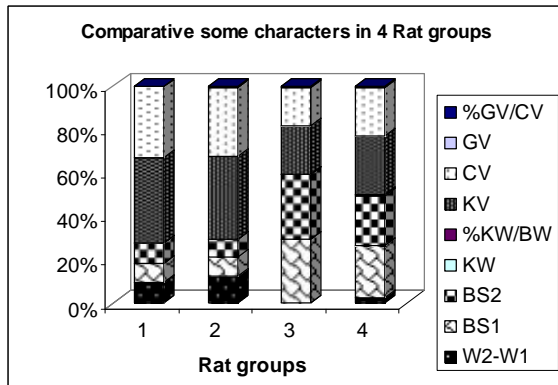 Comparative some characters in 4 Rat groups
100%
80%
60%
40%
20%
0%
1 2 3 4
Rat groups
%GV/CV
GV
CV
KV
%KW/BW
KW
BS2
BS1
W2-W1